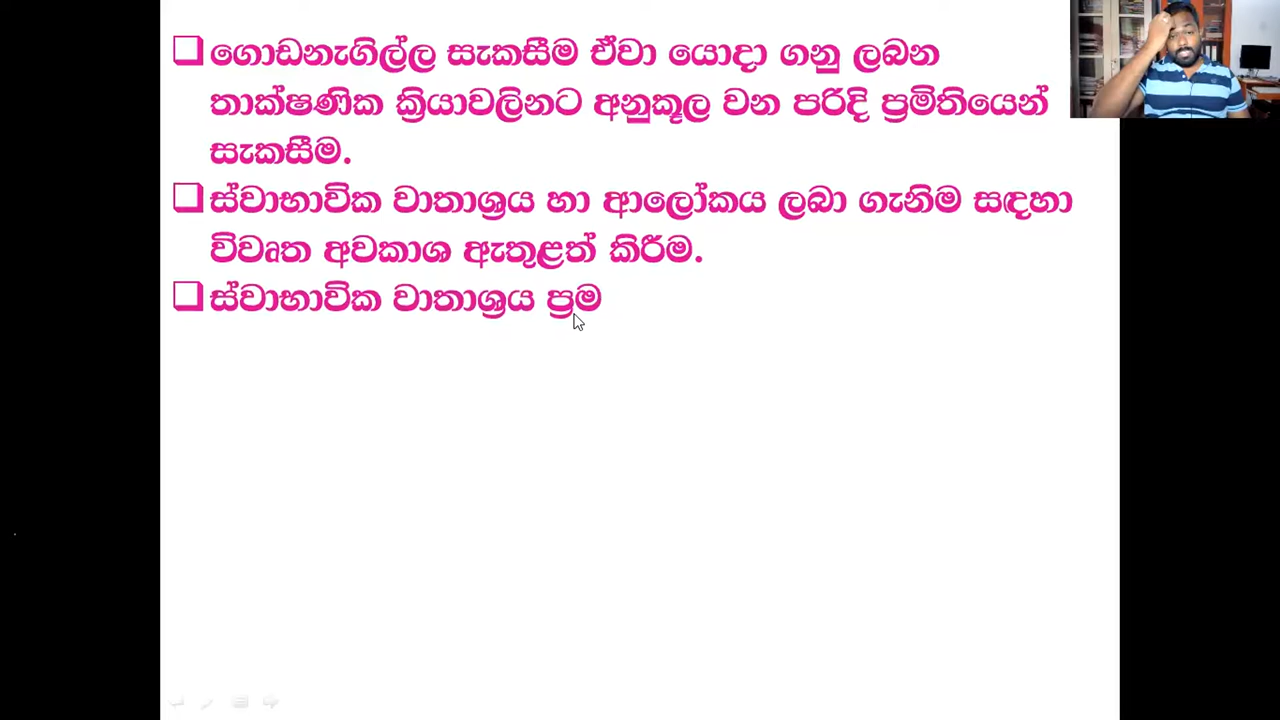 ගොඩනැගිල්ල සැකසීම ඒවා යොදා ගනු ලබන
තාක්ෂණික ක්‍රියාවලිනට අනුකූල වන පරිදි ප්‍රමිතියෙන්
සැකසීම.
ස්වාභාවික වාතාශ්‍රය හා ආලෝකය ලබා ගැනිම සඳහා
විවෘත අවකාශ ඇතුළත් කිරීම.
ස්වාභාවික වාතාශ්‍රය ප්‍රම